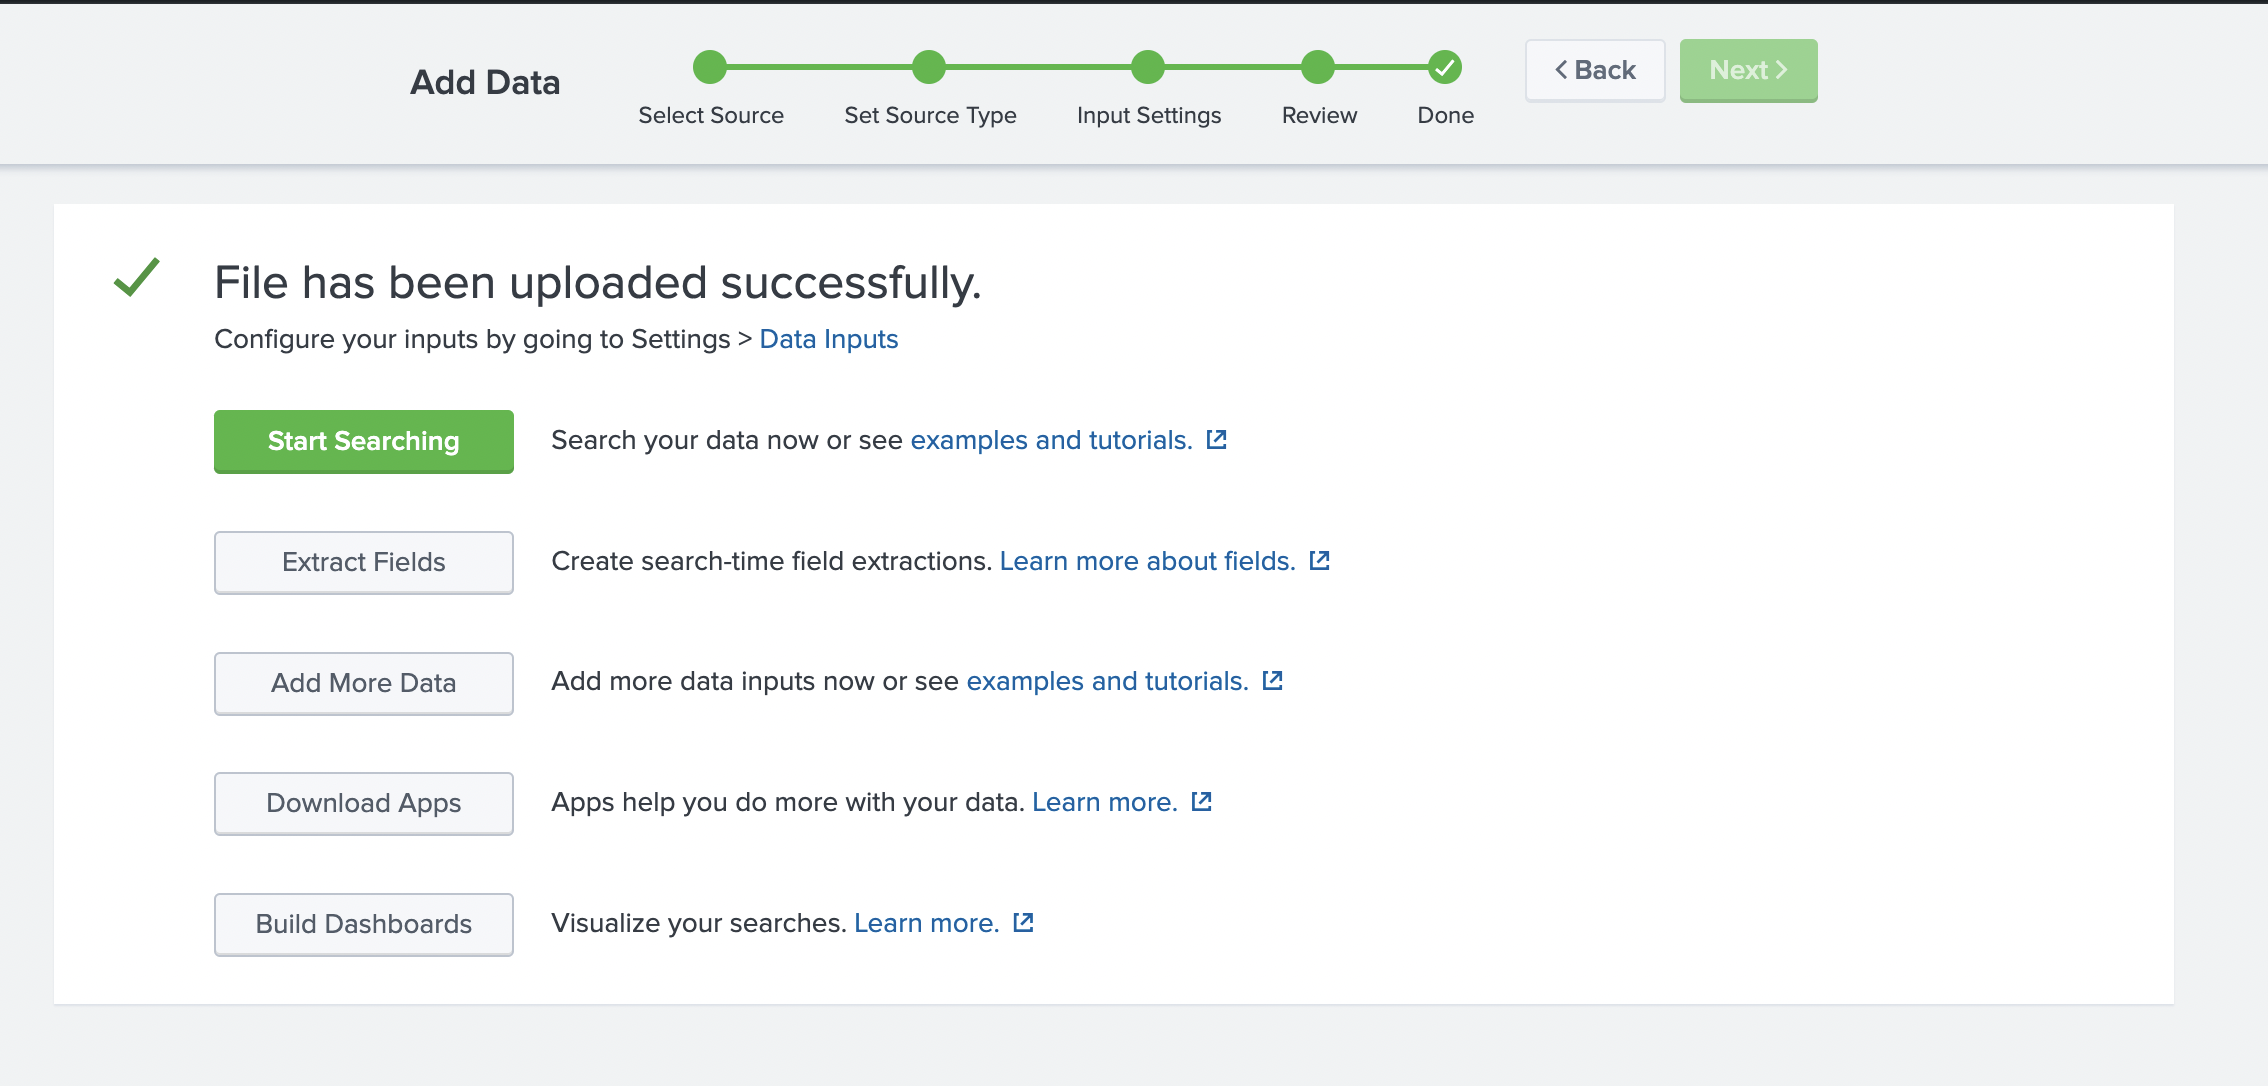 Add Data
Select Source
Set Source Type
Input Settings
Review
Done
Back
Next
File has been uploaded successfully.
Configure your inputs by going to Settings > Data Inputs
Start Searching
Search your data now or see examples and tutorials.
Extract Fields
Create search-time field extractions. Learn more about fields.
Add More Data
Add more data inputs now or see examples and tutorials.
Download Apps
Apps help you do more with your data. Learn more.
Build Dashboards
Visualize your searches. Learn more.